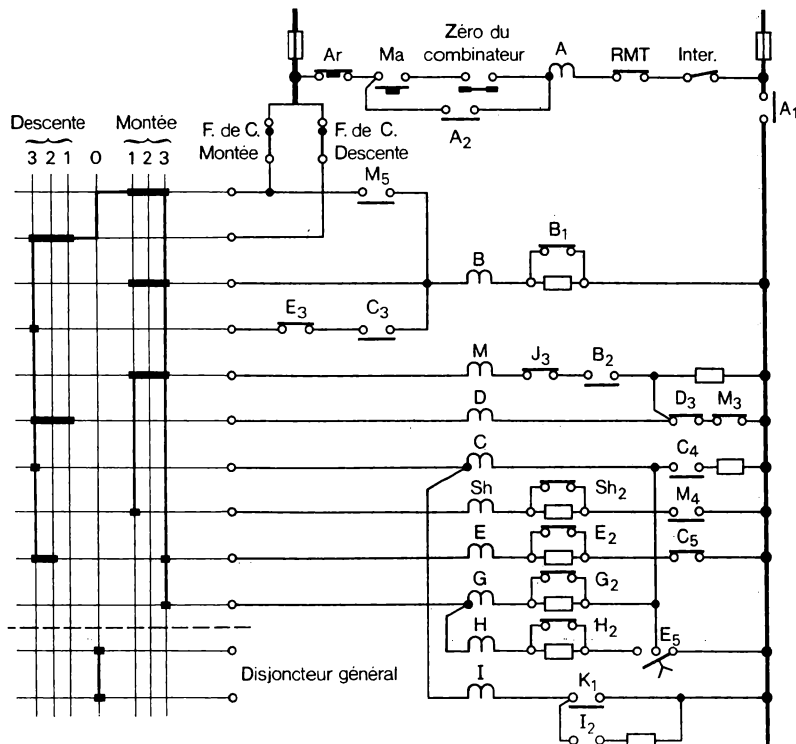 Ar Ma Zéro du combinateur A RMT Inter.
A2
A1
Descente Montée
3 2 1 0 1 2 3
F. de C. Montée
F. de C. Descente
M5
B B1
E3 C3
M J3 B2
D D3 M3
C C4
Sh Sh2 M4
E E2 C5
G G2
H H2 E5
Disjoncteur général
I K1
I2